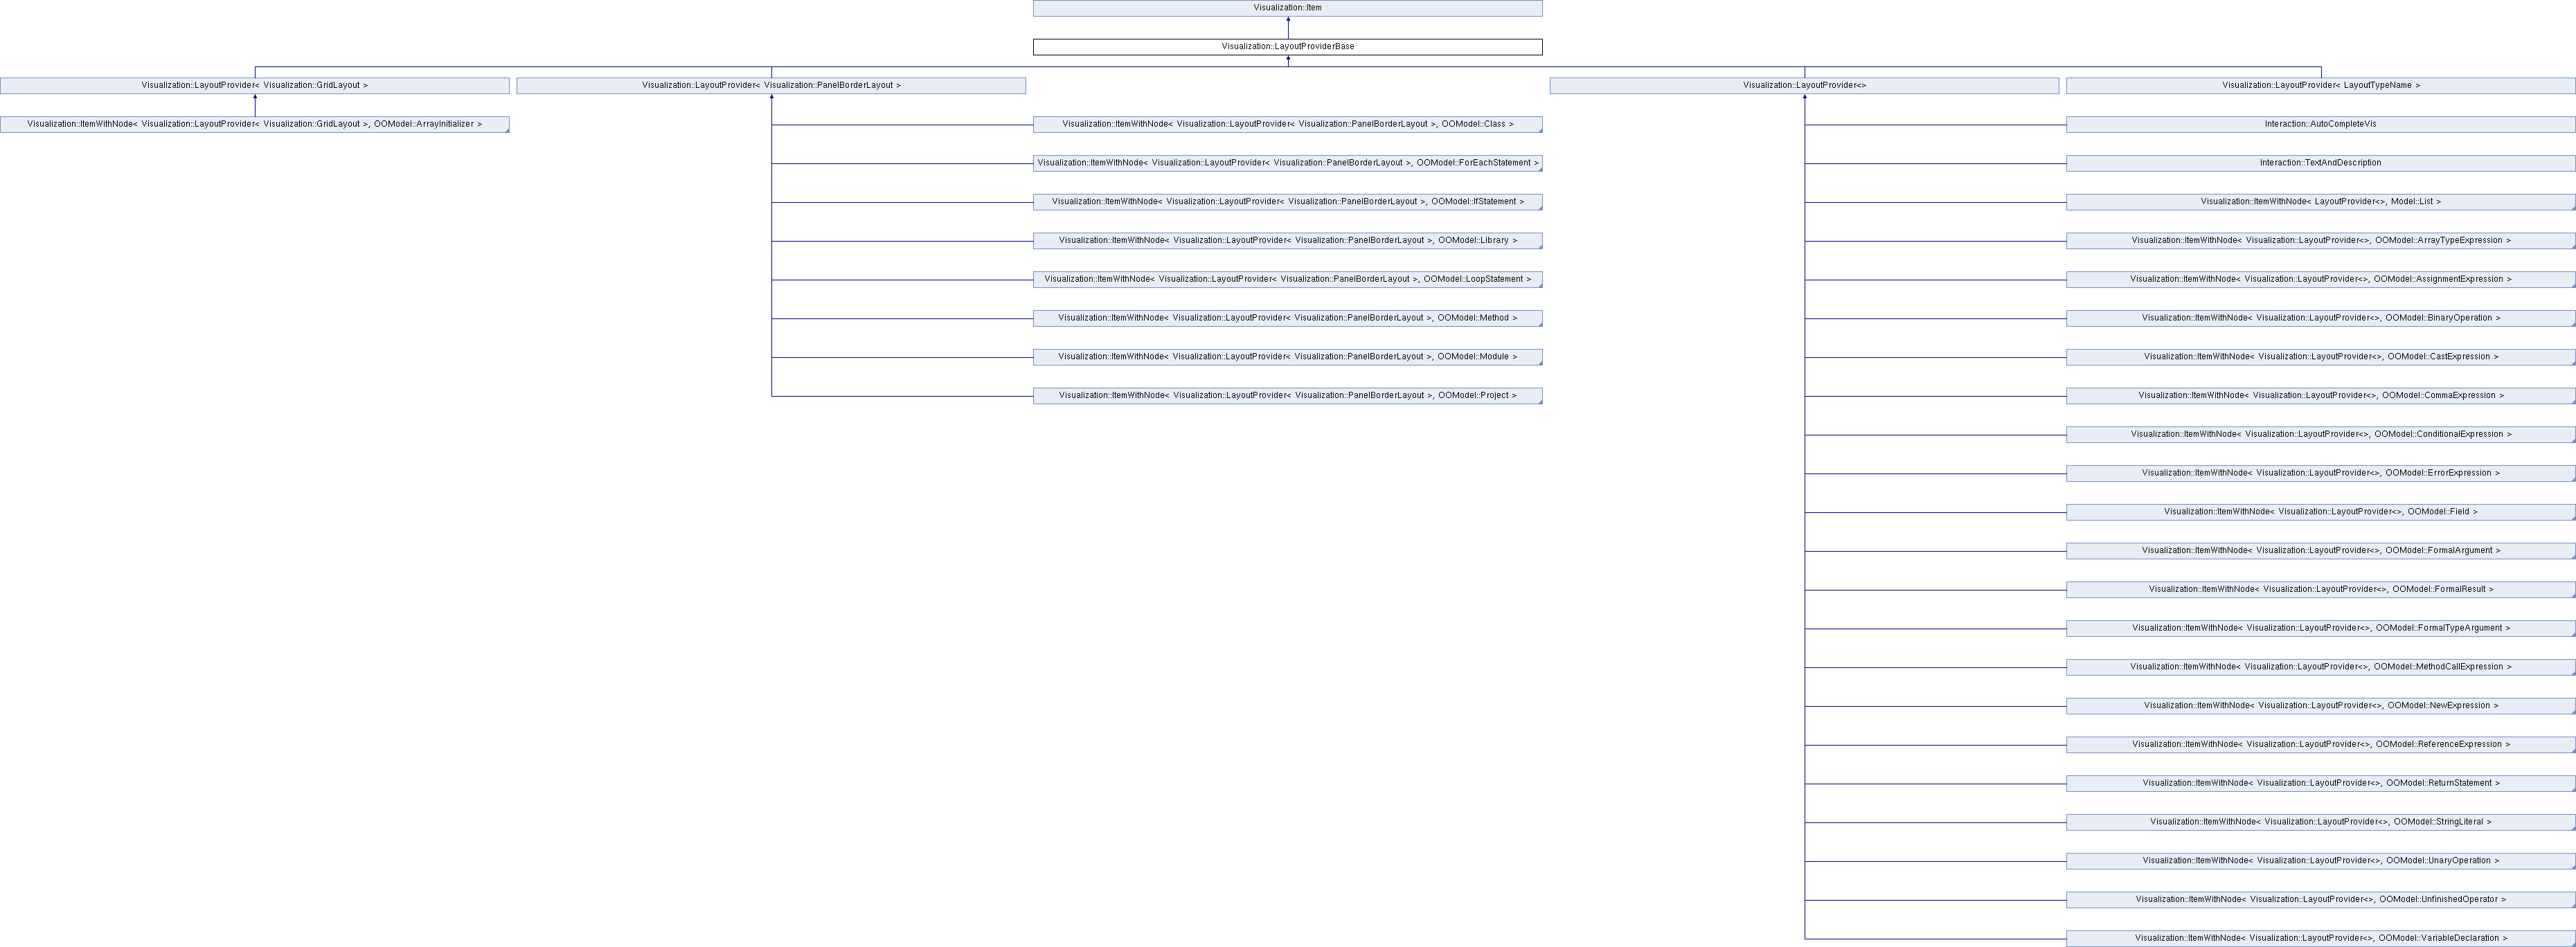 Visualization::Item
Visualization::LayoutProviderBase
Visualization::LayoutProvider< Visualization::GridLayout >
Visualization::LayoutProvider< Visualization::PanelBorderLayout >
Visualization::LayoutProvider<>
Visualization::LayoutProvider< LayoutTypeName >
Visualization::ItemWithNode< Visualization::LayoutProvider< Visualization::GridLayout >, OOModel::ArrayInitializer >
Visualization::ItemWithNode< Visualization::LayoutProvider< Visualization::PanelBorderLayout >, OOModel::Class >
Interaction::AutoCompleteVis
Visualization::ItemWithNode< Visualization::LayoutProvider< Visualization::PanelBorderLayout >, OOModel::ForEachStatement >
Interaction::TextAndDescription
Visualization::ItemWithNode< Visualization::LayoutProvider< Visualization::PanelBorderLayout >, OOModel::IfStatement >
Visualization::ItemWithNode< LayoutProvider<>, Model::List >
Visualization::ItemWithNode< Visualization::LayoutProvider< Visualization::PanelBorderLayout >, OOModel::Library >
Visualization::ItemWithNode< Visualization::LayoutProvider<>, OOModel::ArrayTypeExpression >
Visualization::ItemWithNode< Visualization::LayoutProvider< Visualization::PanelBorderLayout >, OOModel::LoopStatement >
Visualization::ItemWithNode< Visualization::LayoutProvider<>, OOModel::AssignmentExpression >
Visualization::ItemWithNode< Visualization::LayoutProvider< Visualization::PanelBorderLayout >, OOModel::Method >
Visualization::ItemWithNode< Visualization::LayoutProvider<>, OOModel::BinaryOperation >
Visualization::ItemWithNode< Visualization::LayoutProvider< Visualization::PanelBorderLayout >, OOModel::Module >
Visualization::ItemWithNode< Visualization::LayoutProvider<>, OOModel::CastExpression >
Visualization::ItemWithNode< Visualization::LayoutProvider< Visualization::PanelBorderLayout >, OOModel::Project >
Visualization::ItemWithNode< Visualization::LayoutProvider<>, OOModel::CommaExpression >
Visualization::ItemWithNode< Visualization::LayoutProvider<>, OOModel::ConditionalExpression >
Visualization::ItemWithNode< Visualization::LayoutProvider<>, OOModel::ErrorExpression >
Visualization::ItemWithNode< Visualization::LayoutProvider<>, OOModel::Field >
Visualization::ItemWithNode< Visualization::LayoutProvider<>, OOModel::FormalArgument >
Visualization::ItemWithNode< Visualization::LayoutProvider<>, OOModel::FormalResult >
Visualization::ItemWithNode< Visualization::LayoutProvider<>, OOModel::FormalTypeArgument >
Visualization::ItemWithNode< Visualization::LayoutProvider<>, OOModel::MethodCallExpression >
Visualization::ItemWithNode< Visualization::LayoutProvider<>, OOModel::NewExpression >
Visualization::ItemWithNode< Visualization::LayoutProvider<>, OOModel::ReferenceExpression >
Visualization::ItemWithNode< Visualization::LayoutProvider<>, OOModel::ReturnStatement >
Visualization::ItemWithNode< Visualization::LayoutProvider<>, OOModel::StringLiteral >
Visualization::ItemWithNode< Visualization::LayoutProvider<>, OOModel::UnaryOperation >
Visualization::ItemWithNode< Visualization::LayoutProvider<>, OOModel::UnfinishedOperator >
Visualization::ItemWithNode< Visualization::LayoutProvider<>, OOModel::VariableDeclaration >